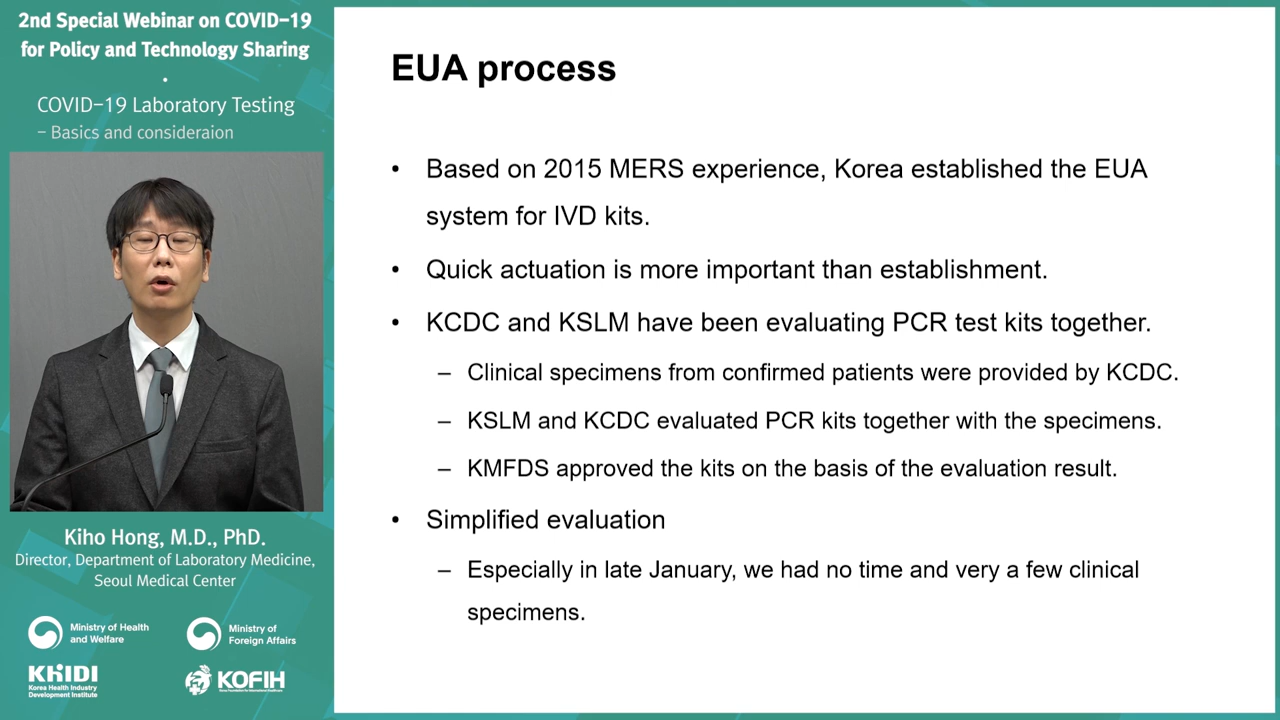 2nd Special Webinar on COVID-19
for Policy and Technology Sharing
COVID-19 Laboratory Testing
- Basics and consideraion
Kiho Hong, M.D., PhD.
Director, Department of Laboratory Medicine,
Seoul Medical Center
Ministry of Health
and Welfare
Ministry of
Foreign Affairs
KHIDI
Korea Health Industry
Development Institute
KOFIH
Korea Foundation for International Healthcare
EUA process
• Based on 2015 MERS experience, Korea established the EUA
system for IVD kits.
• Quick actuation is more important than establishment.
• KCDC and KSLM have been evaluating PCR test kits together.
– Clinical specimens from confirmed patients were provided by KCDC.
– KSLM and KCDC evaluated PCR kits together with the specimens.
– KMFDS approved the kits on the basis of the evaluation result.
• Simplified evaluation
– Especially in late January, we had no time and very a few clinical
specimens.